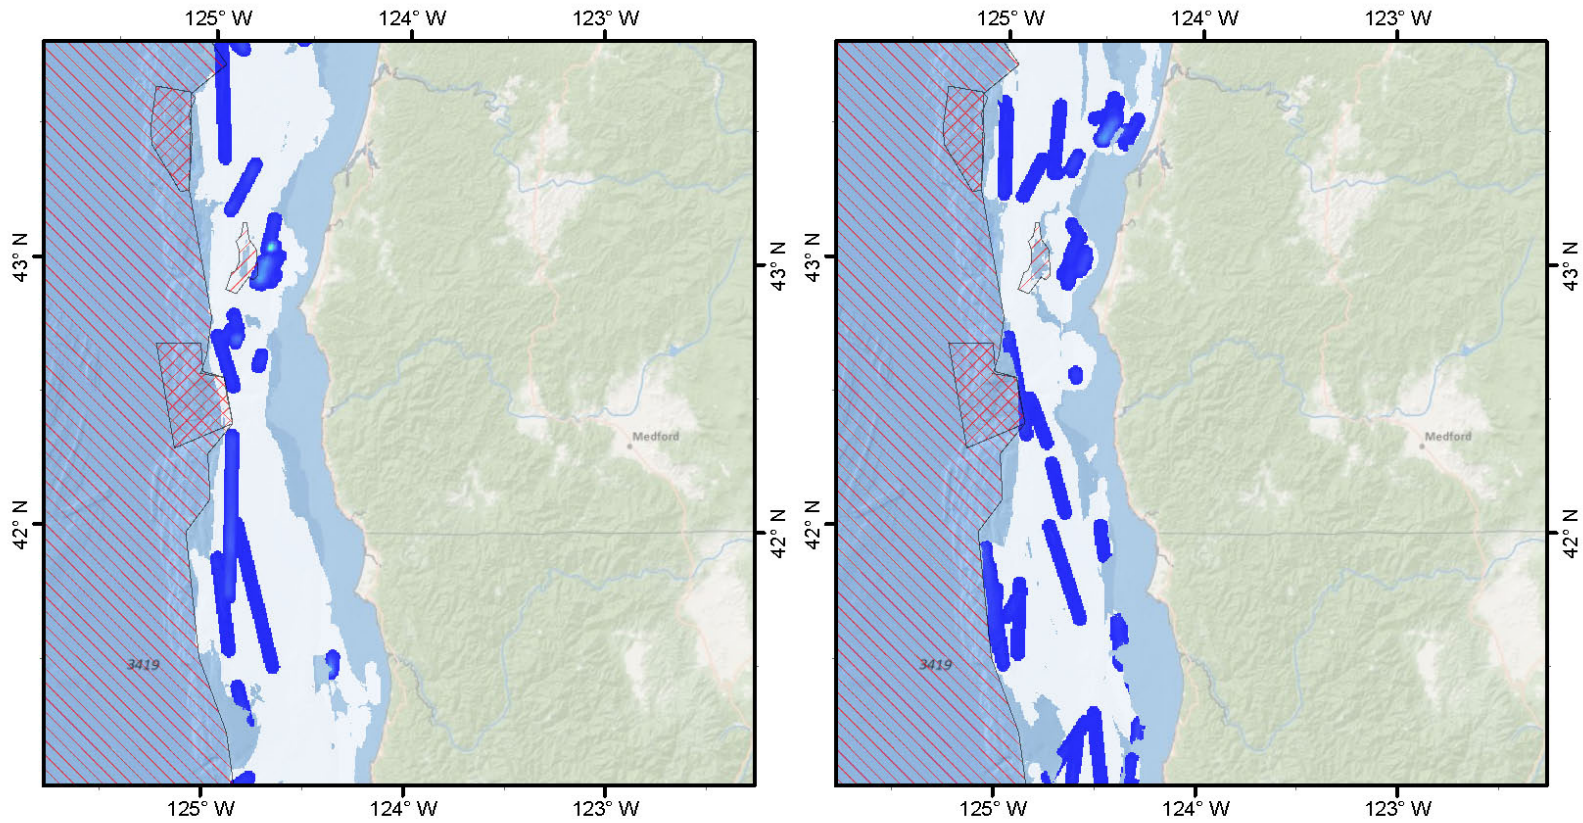 125° W 124° W 123° W 125° W 124° W 123° W
43° N 43° N 43° N 43° N
Medford Medford
42° N 42° N 42° N 42° N
3419 3419
125° W 124° W 123° W 125° W 124° W 123° W